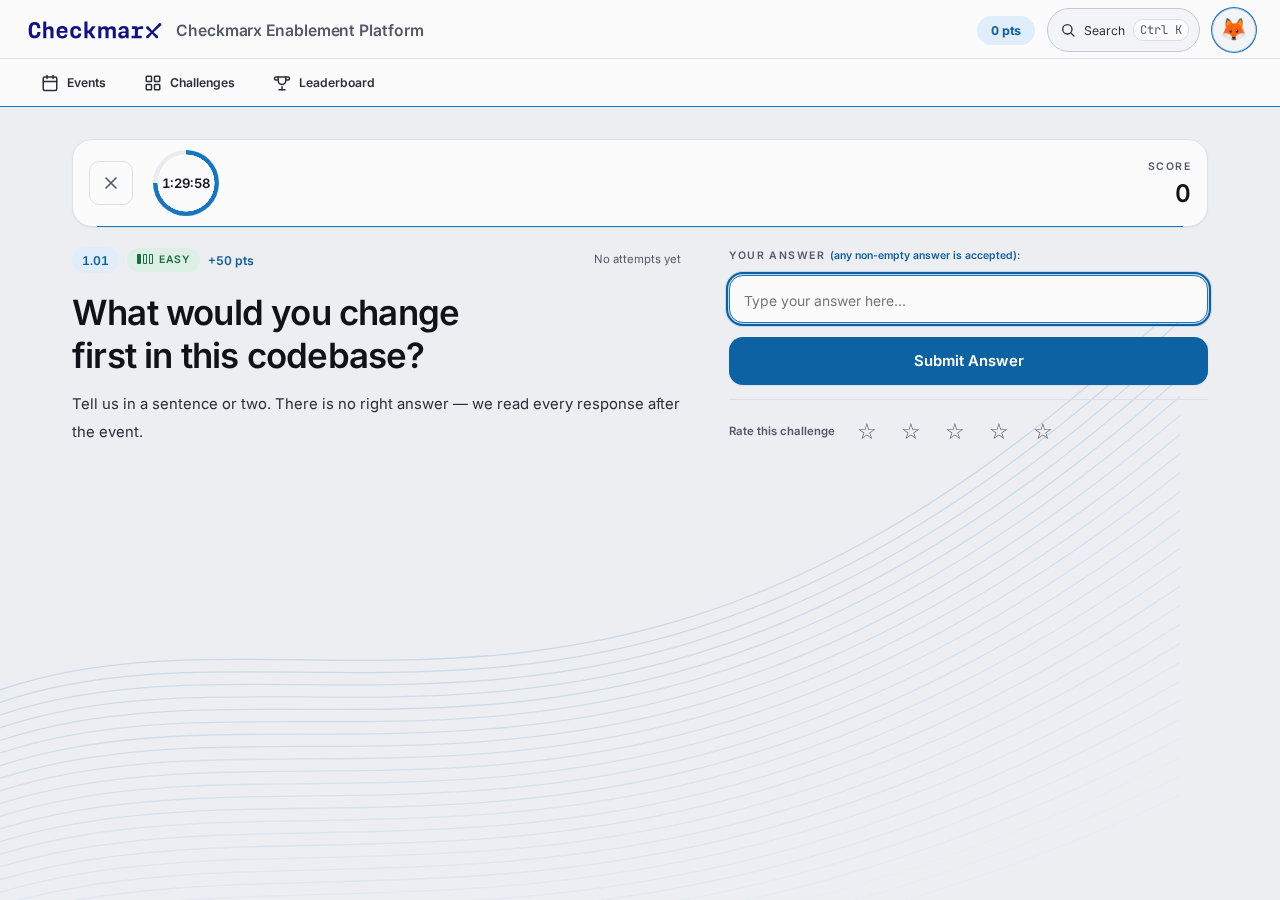 Checkmarx Checkmarx Enablement Platform 0 pts Search Ctrl K
Events Challenges Leaderboard
1:29:58
SCORE
0
1.01 EASY +50 pts No attempts yet
What would you change
first in this codebase?
Tell us in a sentence or two. There is no right answer — we read every response after
the event.
YOUR ANSWER (any non-empty answer is accepted):
Type your answer here...
Submit Answer
Rate this challenge